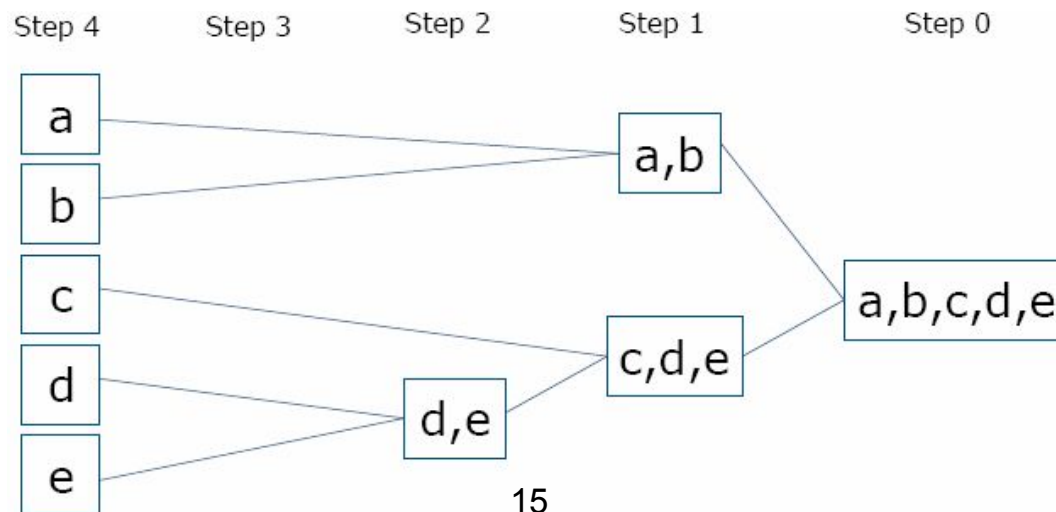 Step 4 Step 3 Step 2 Step 1 Step 0
a
a,b
b
c
a,b,c,d,e
c,d,e
d
d,e
e
15